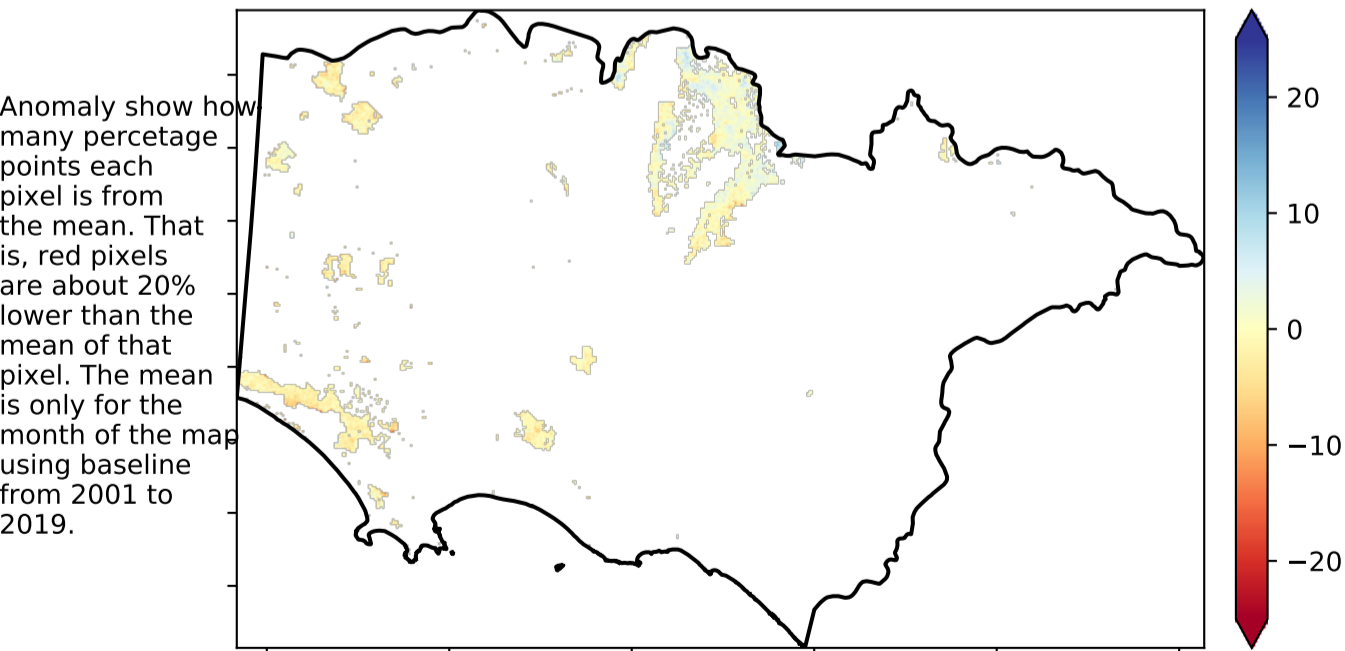 Anomaly show how
many percetage
points each
pixel is from
the mean. That
is, red pixels
are about 20%
lower than the
mean of that
pixel. The mean
is only for the
month of the map
using baseline
from 2001 to
2019.
20
10
0
−10
−20